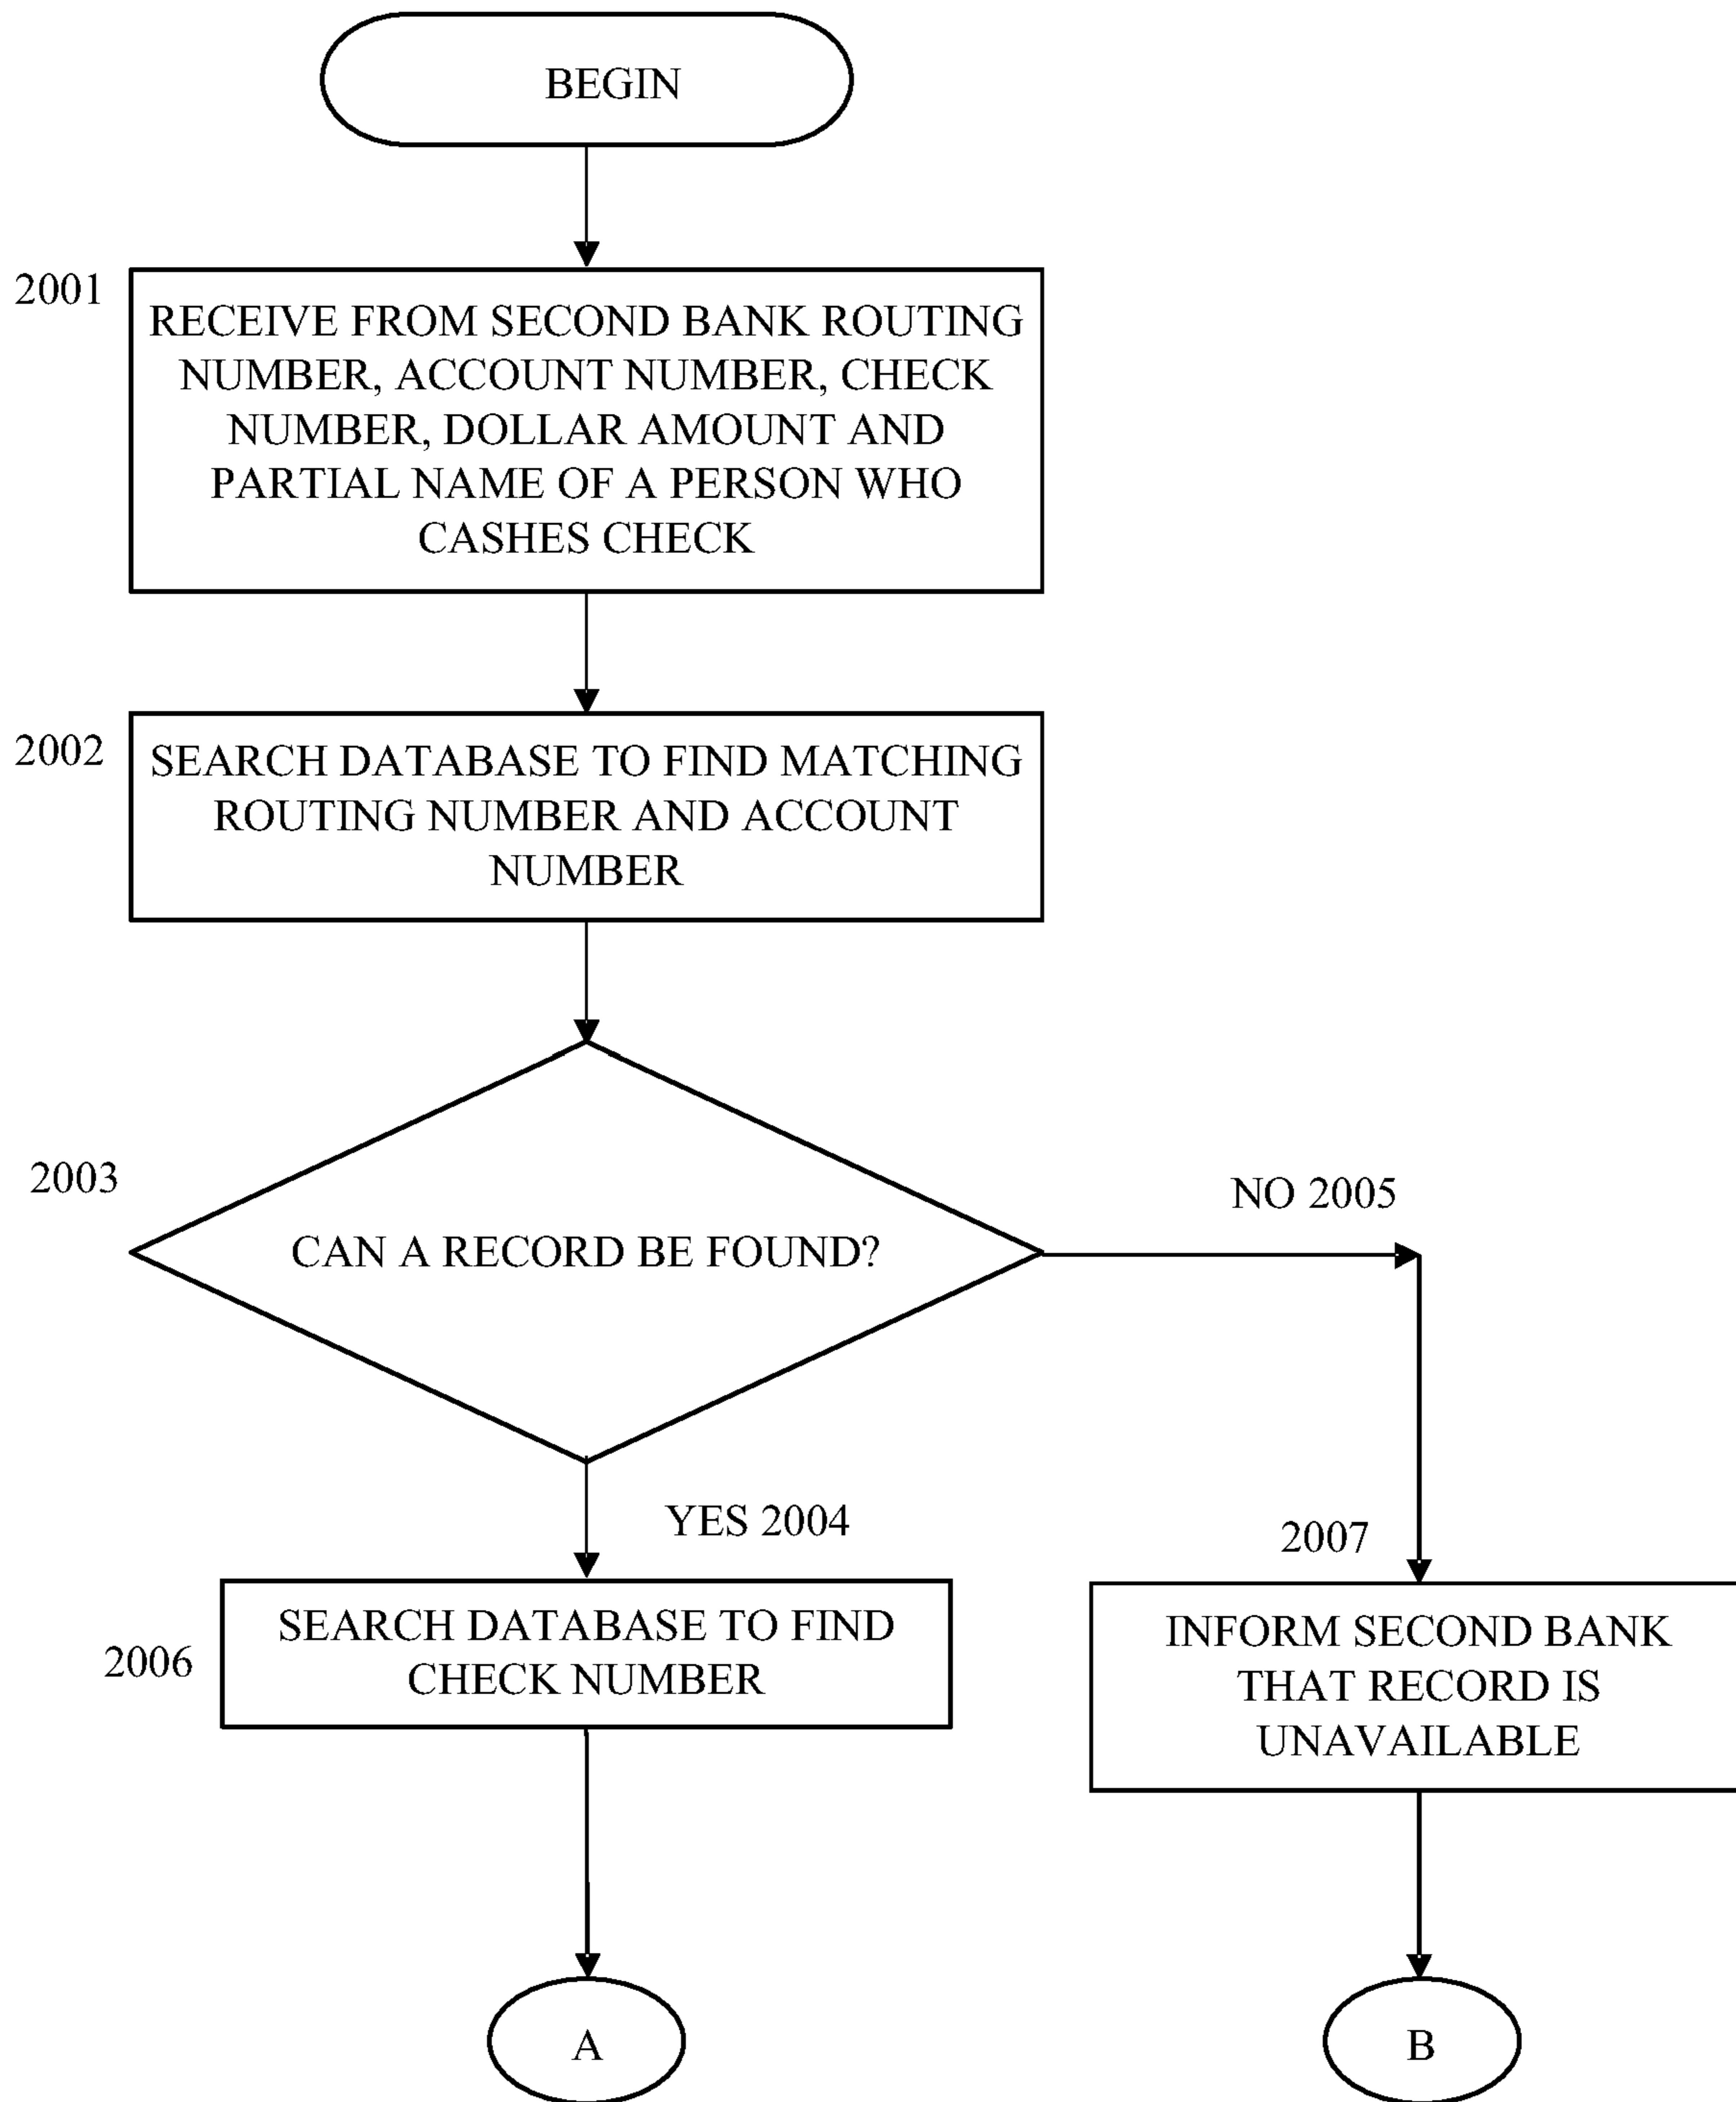 BEGIN
2001
RECEIVE FROM SECOND BANK ROUTING
NUMBER, ACCOUNT NUMBER, CHECK
NUMBER, DOLLAR AMOUNT AND
PARTIAL NAME OF A PERSON WHO
CASHES CHECK
2002
SEARCH DATABASE TO FIND MATCHING
ROUTING NUMBER AND ACCOUNT
NUMBER
2003
CAN A RECORD BE FOUND?
NO 2005
YES 2004
2006
SEARCH DATABASE TO FIND
CHECK NUMBER
2007
INFORM SECOND BANK
THAT RECORD IS
UNAVAILABLE
A
B